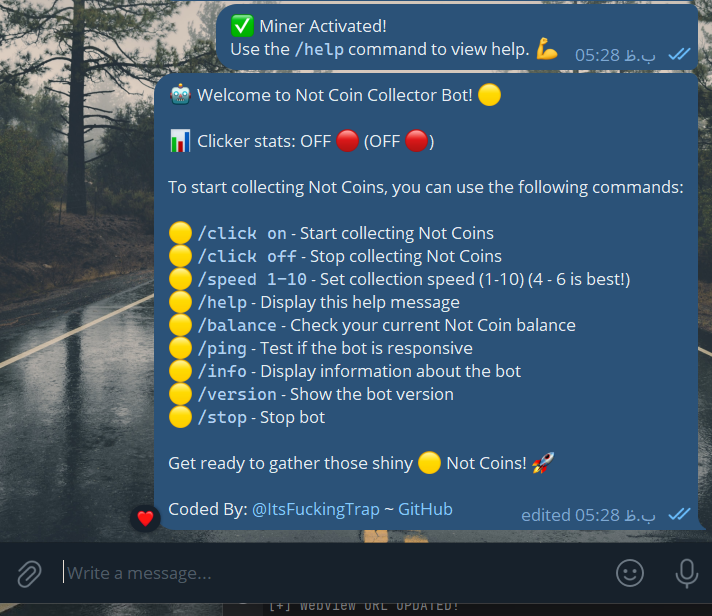 ✅ Miner Activated!
Use the /help command to view help. 💪
05:28 ب.ظ
🤖 Welcome to Not Coin Collector Bot! 🟡
📊 Clicker stats: OFF 🔴 (OFF 🔴)
To start collecting Not Coins, you can use the following commands:
🟡 /click on - Start collecting Not Coins
🟡 /click off - Stop collecting Not Coins
🟡 /speed 1-10 - Set collection speed (1-10) (4 - 6 is best!)
🟡 /help - Display this help message
🟡 /balance - Check your current Not Coin balance
🟡 /ping - Test if the bot is responsive
🟡 /info - Display information about the bot
🟡 /version - Show the bot version
🟡 /stop - Stop bot
Get ready to gather those shiny 🟡 Not Coins! 🚀
Coded By: @ItsFuckingTrap ~ GitHub
edited 05:28 ب.ظ
Write a message...
[+] WebView URL UPDATED!